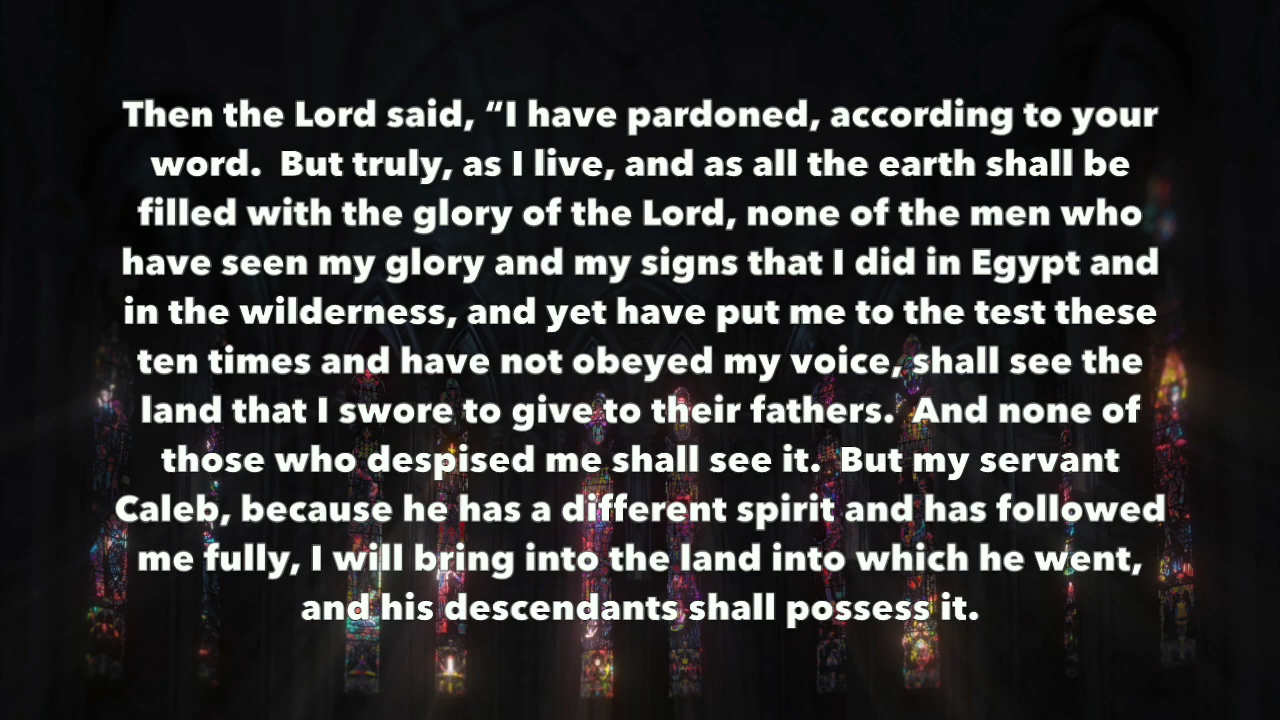 Then the Lord said, “I have pardoned, according to your
word.  But truly, as I live, and as all the earth shall be
filled with the glory of the Lord, none of the men who
have seen my glory and my signs that I did in Egypt and
in the wilderness, and yet have put me to the test these
ten times and have not obeyed my voice, shall see the
land that I swore to give to their fathers.  And none of
those who despised me shall see it.  But my servant
Caleb, because he has a different spirit and has followed
me fully, I will bring into the land into which he went,
and his descendants shall possess it.